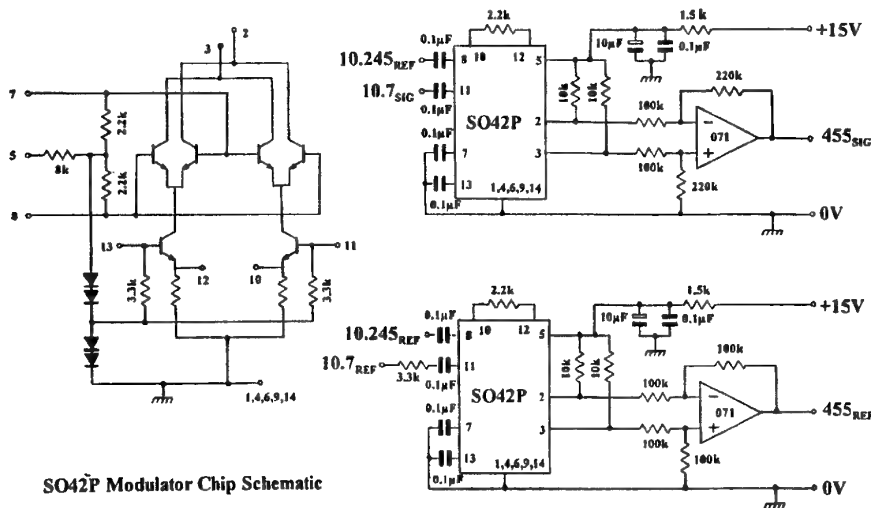 2
3
7
2.2k
5
8k
2.2k
8
13
11
12
10
3.3k
3.3k
1,4,6,9,14
SO42P Modulator Chip Schematic
2.2k
1.5k
+15V
0.1µF
10µF
0.1µF
10.245REF
8
10
12
5
10.7SIG
11
0.1µF
10k
10k
220k
SO42P
0.1µF
2
100k
071
455SIG
7
3
100k
13
1,4,6,9,14
220k
0.1µF
0V
2.2k
1.5k
+15V
0.1µF
10µF
0.1µF
10.245REF
8
10
12
5
10.7REF
3.3k
11
0.1µF
10k
10k
100k
SO42P
0.1µF
2
100k
071
455REF
7
3
100k
13
1,4,6,9,14
100k
0.1µF
0V